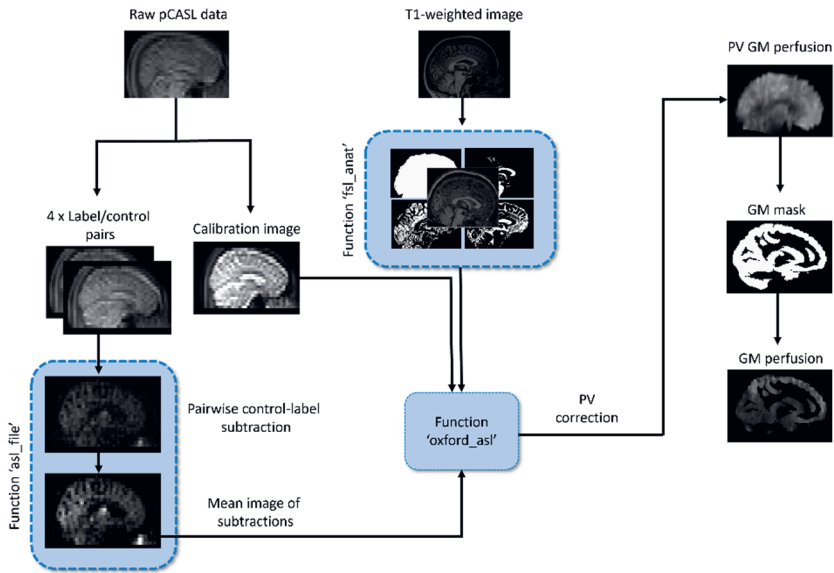 Raw pCASL data
T1-weighted image
PV GM perfusion
Function 'fsl_anat'
4 x Label/control
pairs
Calibration image
GM mask
GM perfusion
Function 'asl_file'
Pairwise control-label
subtraction
Function
'oxford_asl'
PV
correction
Mean image of
subtractions